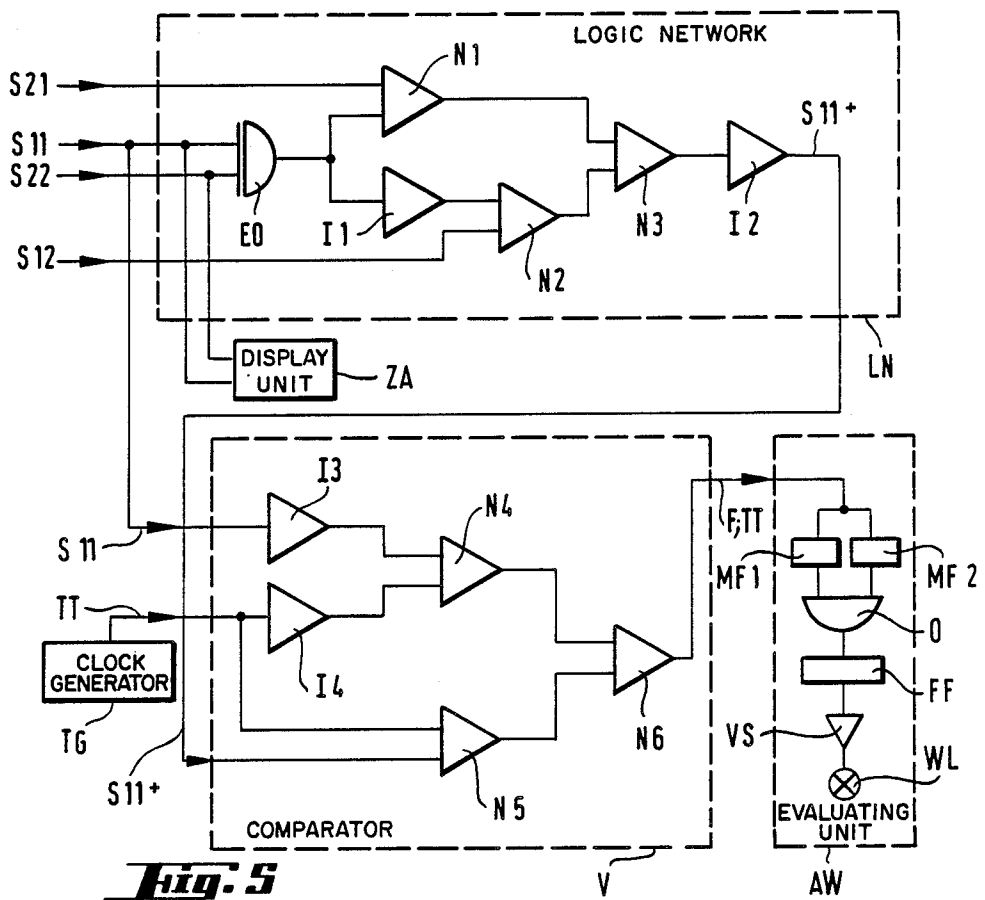 LOGIC NETWORK
N1
S21
S11
S22
S12
E0
I1
N2
N3
I2
S11+
LN
DISPLAY
UNIT
ZA
I3
N4
S11
TT
CLOCK
GENERATOR
TG
S11+
I4
N5
N6
COMPARATOR
V
F;TT
MF1
MF2
O
FF
VS
WL
EVALUATING
UNIT
AW
Fig. 5